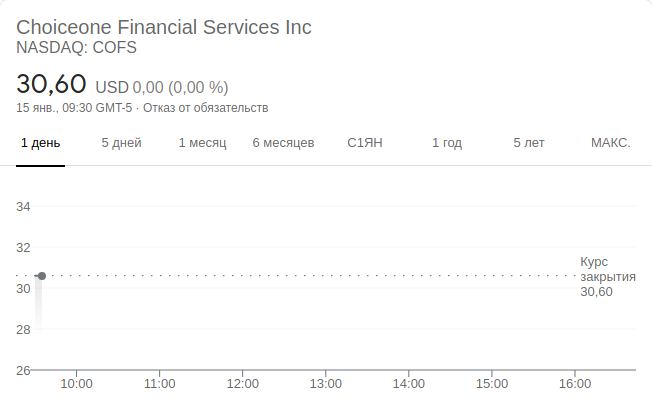 Choiceone Financial Services Inc
NASDAQ: COFS
30,60 USD 0,00 (0,00 %)
15 янв., 09:30 GMT-5 · Отказ от обязательств
1 день 5 дней 1 месяц 6 месяцев С1ЯН 1 год 5 лет МАКС.
34
32
Курс
закрытия
30,60
30
28
26
10:00 11:00 12:00 13:00 14:00 15:00 16:00